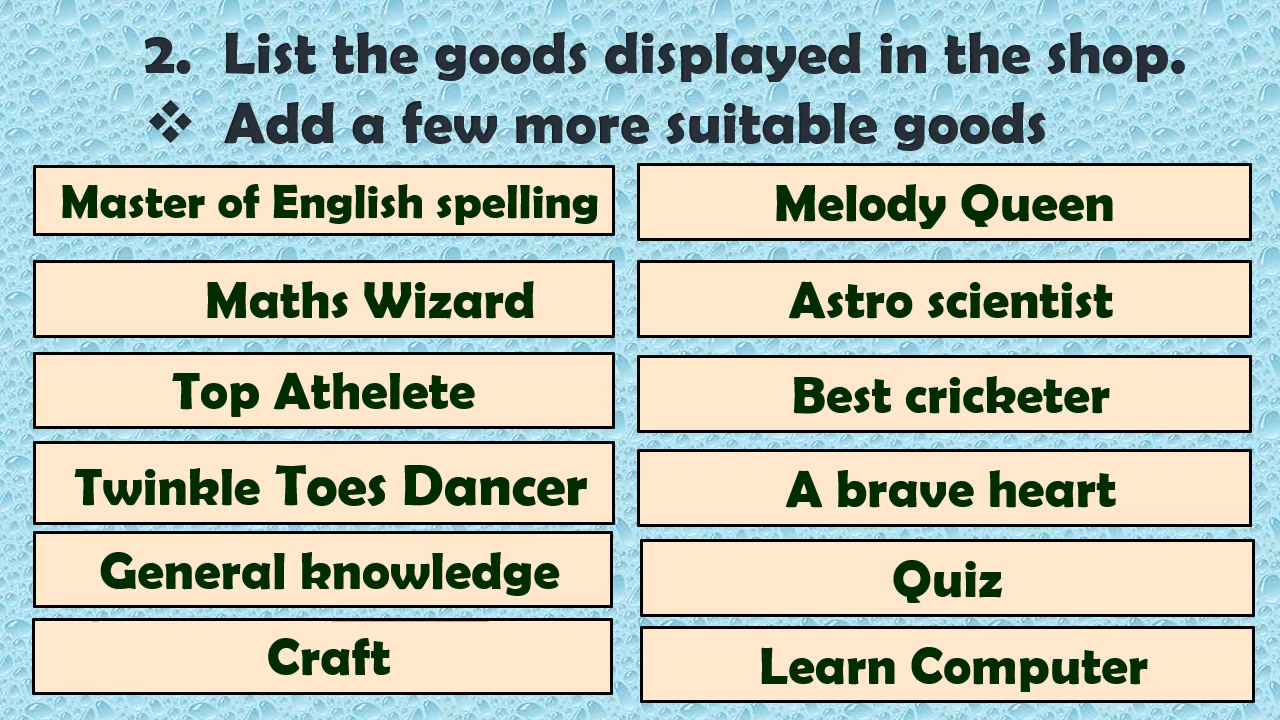 2. List the goods displayed in the shop.
❖ Add a few more suitable goods
Master of English spelling
Melody Queen
Maths Wizard
Astro scientist
Top Athelete
Best cricketer
Twinkle Toes Dancer
A brave heart
General knowledge
Quiz
Craft
Learn Computer